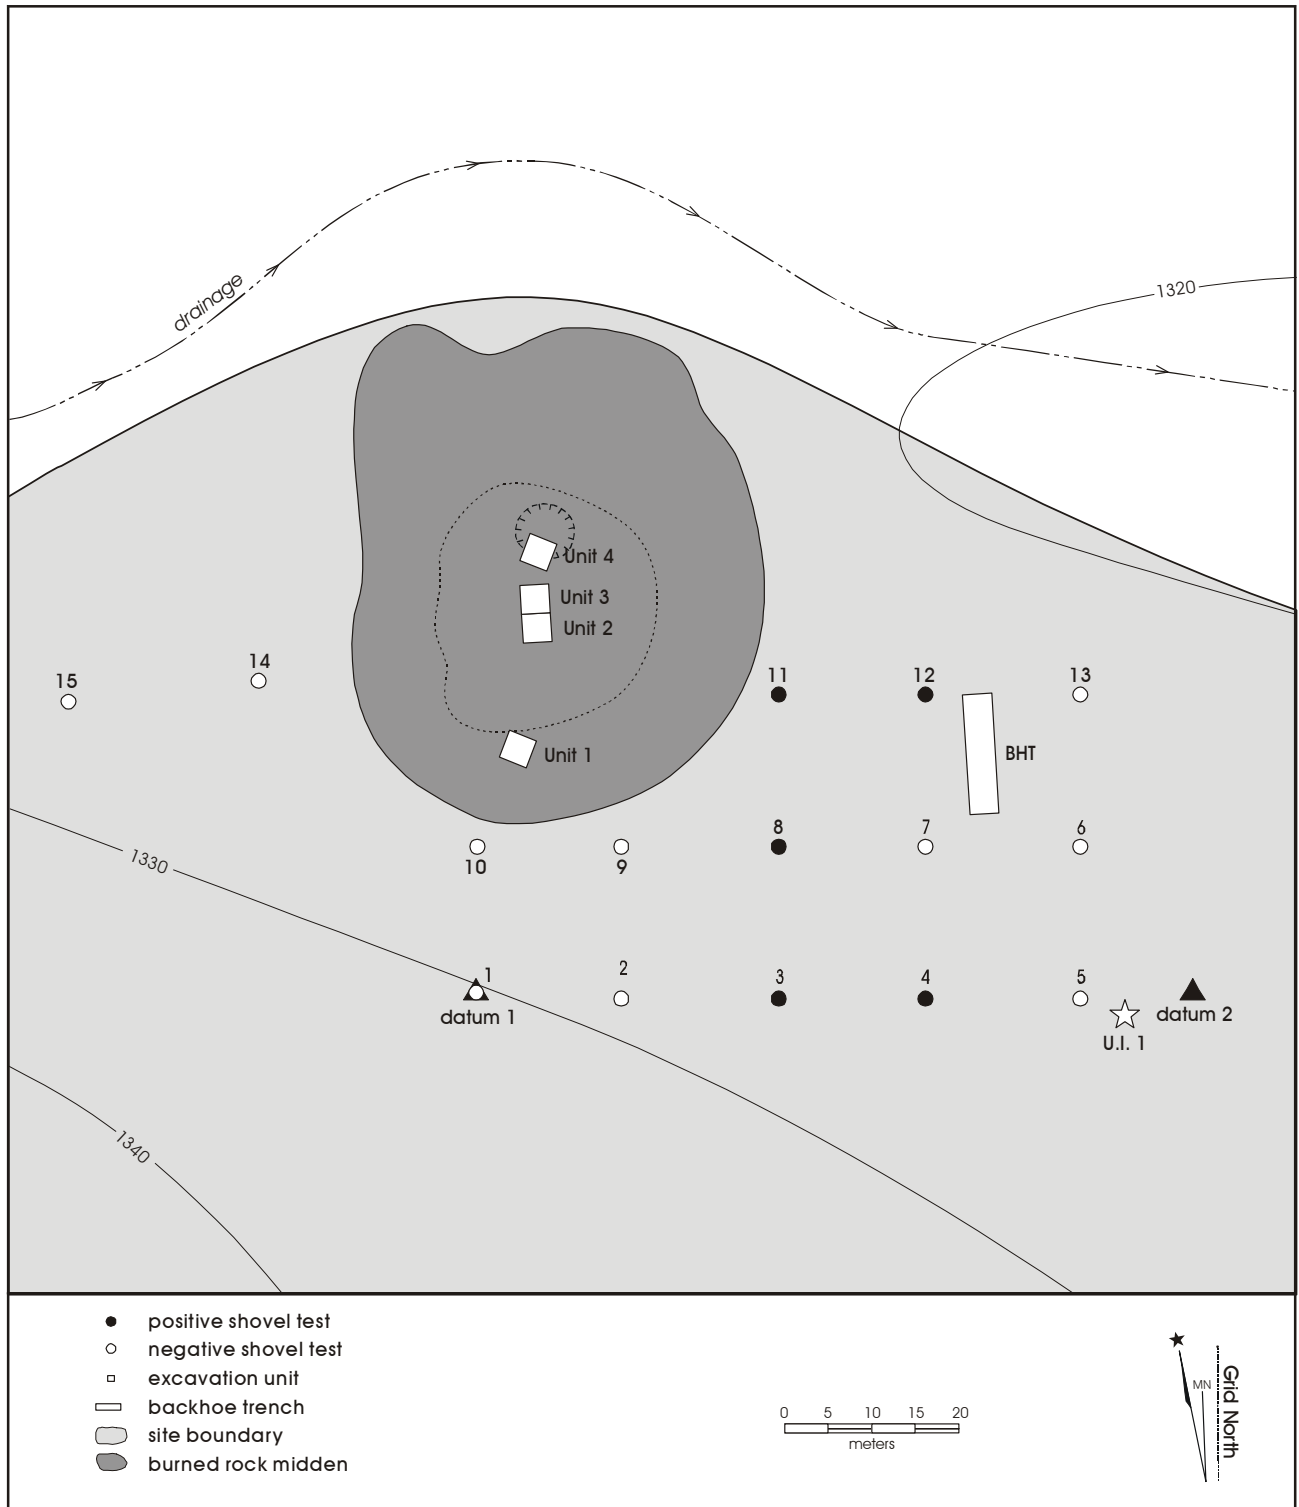 drainage
1320
Unit 4
Unit 3
Unit 2
14
15
11
12
13
Unit 1
BHT
8
7
6
1330
10
9
1
2
3
4
5
datum 1
datum 2
U.I. 1
1340
positive shovel test
negative shovel test
excavation unit
backhoe trench
site boundary
burned rock midden
0 5 10 15 20
meters
MN
Grid North